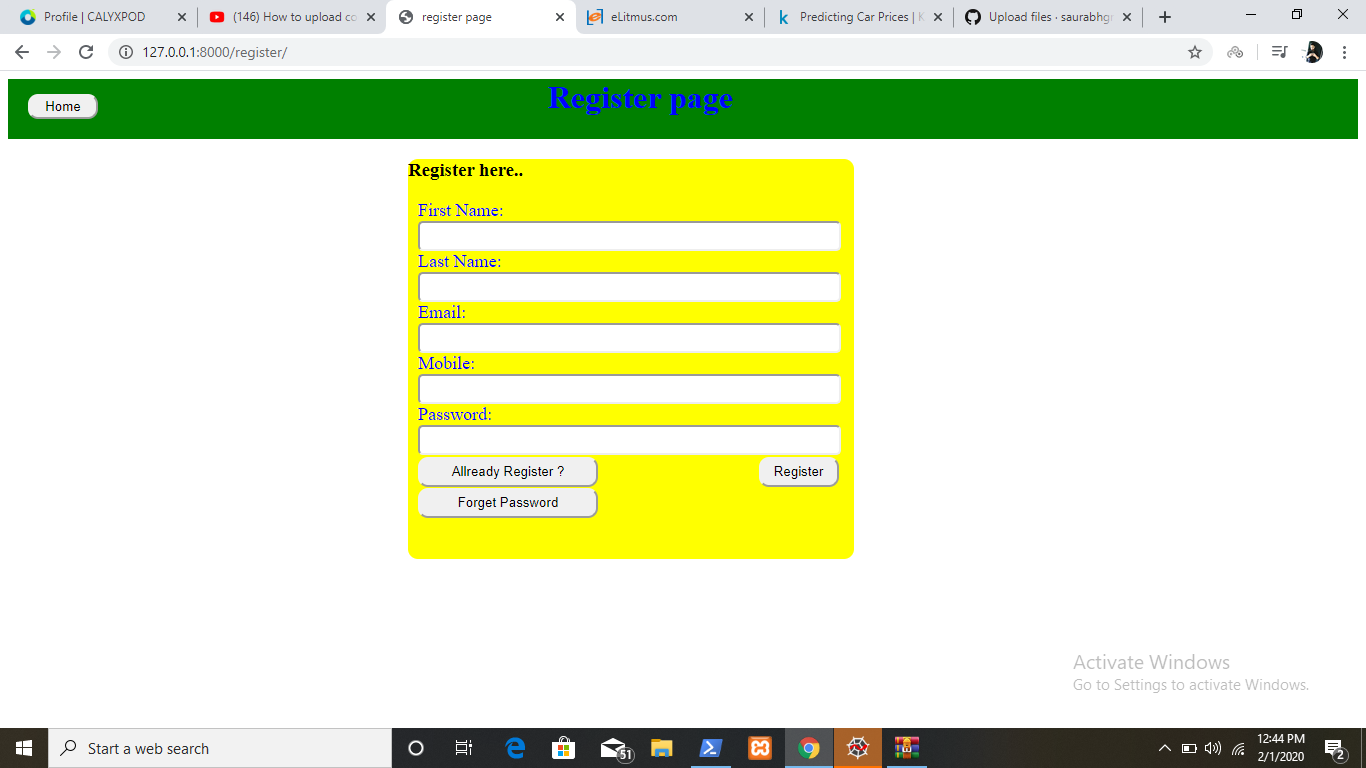 Profile | CALYXPOD
(146) How to upload co
register page
eLitmus.com
Predicting Car Prices | K
Upload files · saurabhgr
127.0.0.1:8000/register/
Home
Register page
Register here..
First Name:
Last Name:
Email:
Mobile:
Password:
Allready Register ?
Register
Forget Password
Activate Windows
Go to Settings to activate Windows.
Start a web search
51
12:44 PM
2/1/2020
2